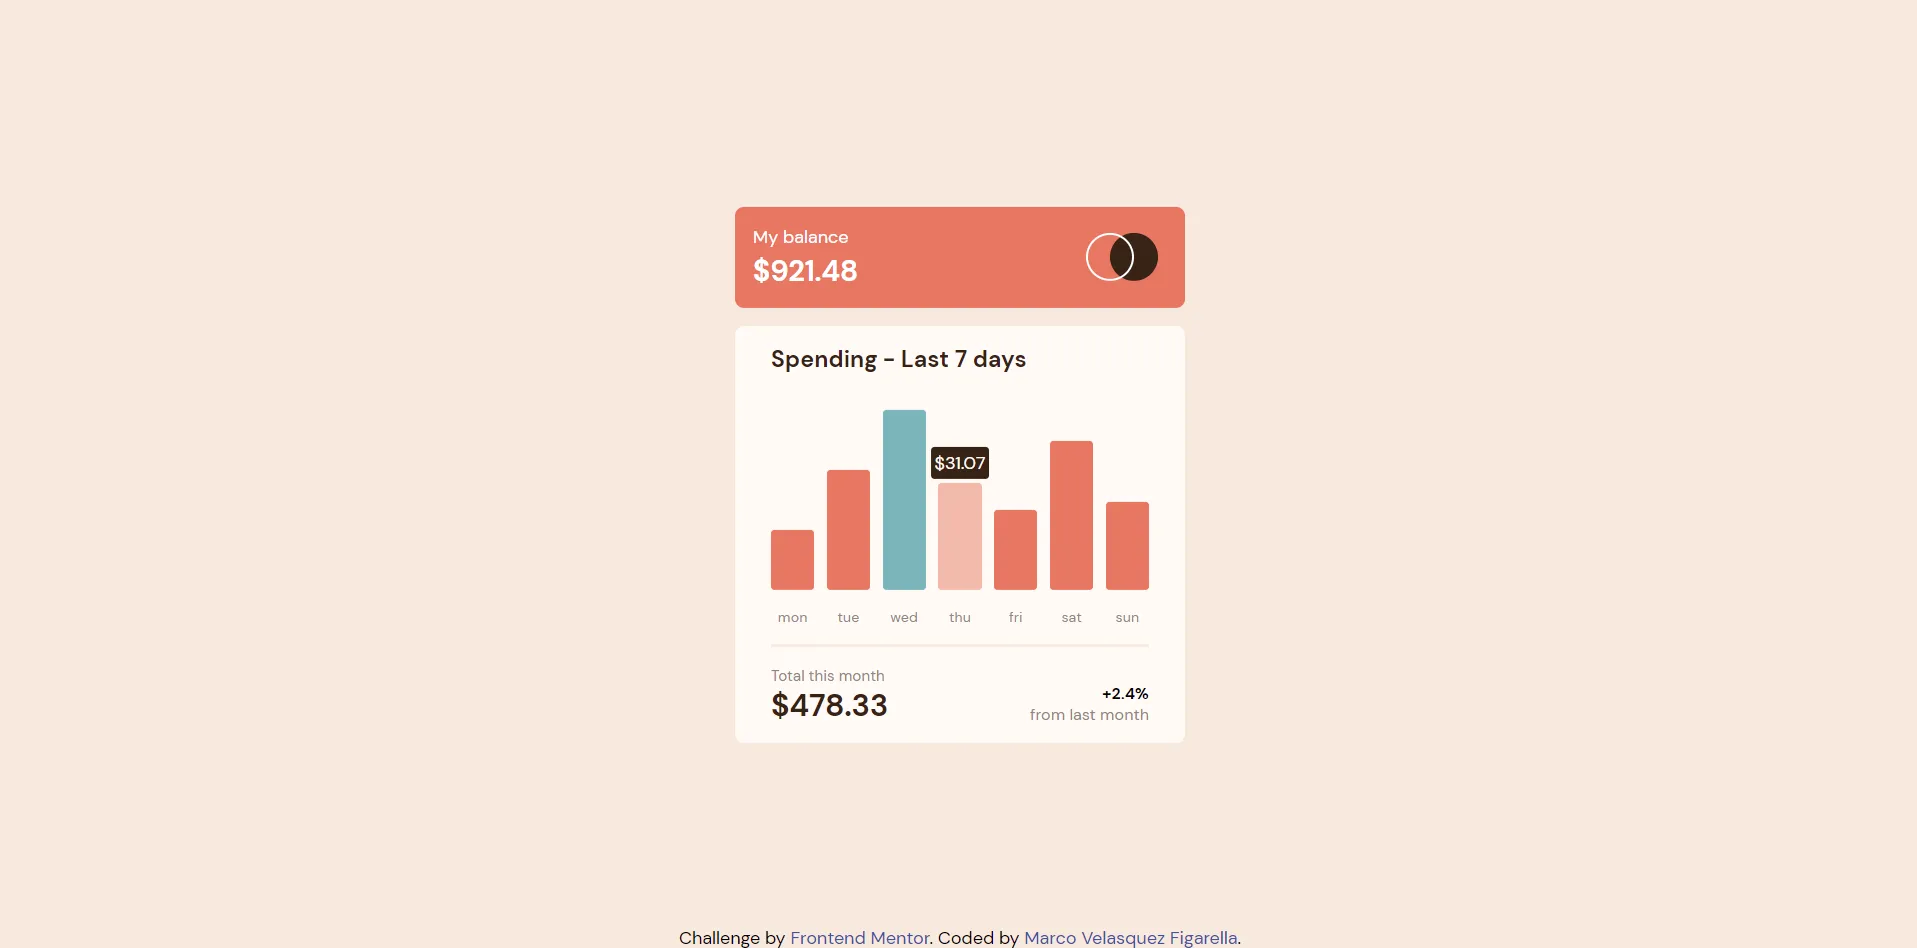 My balance
$921.48
Spending - Last 7 days
$31.07
mon tue wed thu fri sat sun
Total this month
$478.33
+2.4%
from last month
Challenge by Frontend Mentor. Coded by Marco Velasquez Figarella.